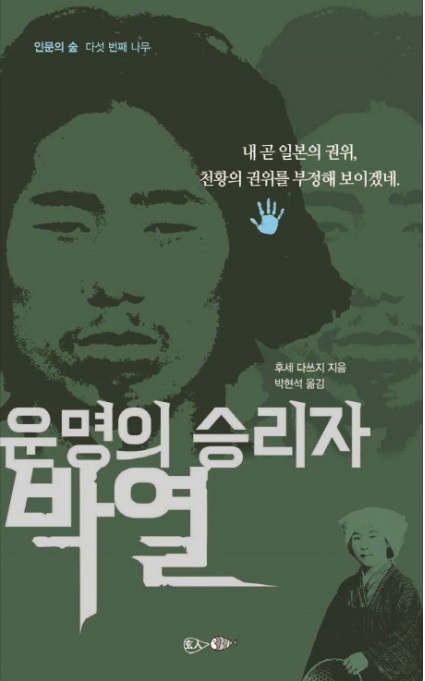 인문의 숲 다섯 번째 나무
내 곧 일본의 권위,
천황의 권위를 부정해 보이겠네.
후세 다쓰지 지음
박현석 옮김
운명의 승리자
박열
玄人